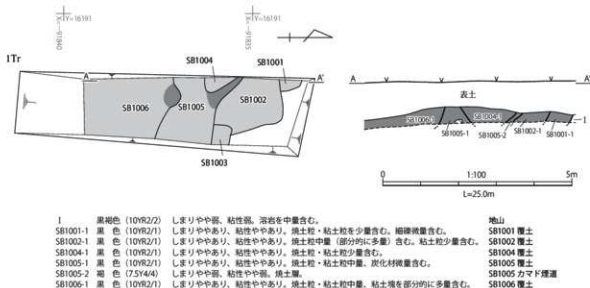 X=-91840
Y=16191
X=-91835
Y=16191
1Tr
A
A'
SB1004
SB1001
SB1006
SB1005
SB1002
SB1003
A
A'
表土
SB1006-1
SB1004-1
I
SB1005-1
SB1005-2
SB1002-1
SB1001-1
0
1:100
5m
L=25.0m
I 黒褐色 (10YR2/2) しまりやや弱、粘性弱。溶岩を中量含む。 地山
SB1001-1 黒 色 (10YR2/1) しまりややあり、粘性ややあり。焼土粒・粘土粒を少量含む。細礫微量含む。 SB1001 覆土
SB1002-1 黒 色 (10YR2/1) しまりややあり、粘性ややあり。焼土粒中量（部分的に多量）含む。粘土粒少量含む。 SB1002 覆土
SB1004-1 黒 色 (10YR2/1) しまりややあり、粘性ややあり。焼土粒・粘土粒少量含む。 SB1004 覆土
SB1005-1 黒 色 (10YR2/1) しまりややあり、粘性ややあり。焼土粒・粘土粒中量、炭化材微量含む。 SB1005 覆土
SB1005-2 褐 色 (7.5Y4/4) しまりやや弱、粘性やや弱。焼土層。 SB1005 カマド煙道
SB1006-1 黒 色 (10YR2/1) しまりややあり、粘性ややあり。焼土粒・粘土粒中量、粘土塊を部分的に多量に含む。 SB1006 覆土